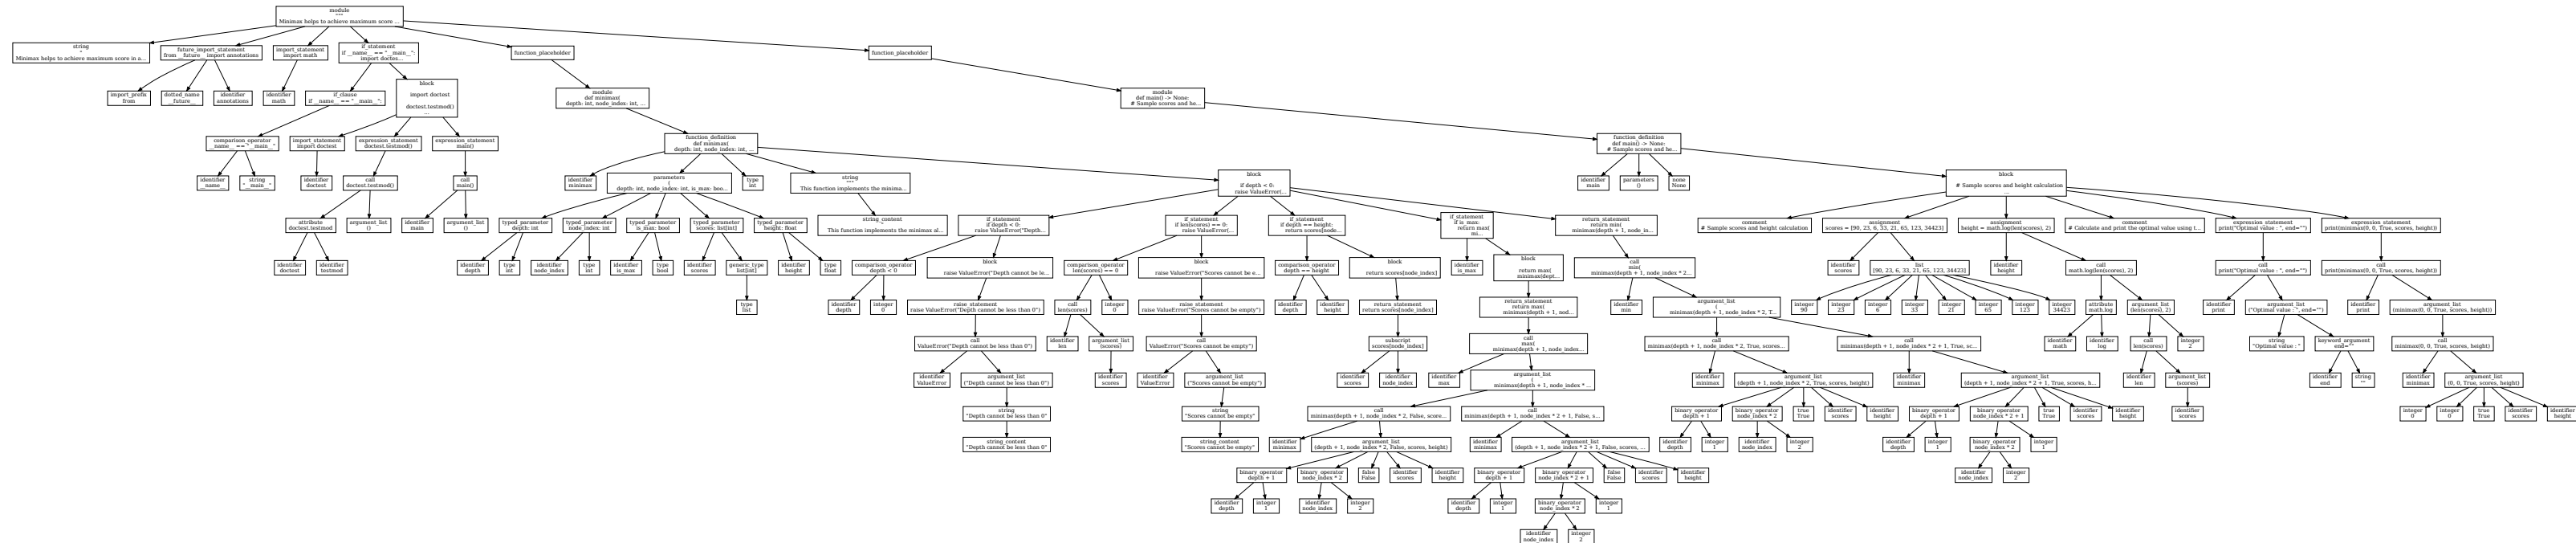 module
"""
Minimax helps to achieve maximum score ...
string
"
Minimax helps to achieve maximum score in a...
future_import_statement
from __future__ import annotations
import_statement
import math
if_statement
if __name__ == "__main__":
import doctes...
function_placeholder
function_placeholder
import_prefix
from
dotted_name
__future__
identifier
annotations
identifier
math
if_clause
if __name__ == "__main__":
block
import doctest
doctest.testmod()
...
module
def minimax(
depth: int, node_index: int, ...
module
def main() -> None:
# Sample scores and he...
comparison_operator
__name__ == "__main__"
import_statement
import doctest
expression_statement
doctest.testmod()
expression_statement
main()
function_definition
def minimax(
depth: int, node_index: int, ...
function_definition
def main() -> None:
# Sample scores and he...
identifier
__name__
string
"__main__"
identifier
doctest
call
doctest.testmod()
call
main()
identifier
minimax
parameters
(
depth: int, node_index: int, is_max: boo...
type
int
string
"""
This function implements the minima...
block
if depth < 0:
raise ValueError(...
identifier
main
parameters
()
none
None
block
# Sample scores and height calculation
...
attribute
doctest.testmod
argument_list
()
identifier
main
argument_list
()
typed_parameter
depth: int
typed_parameter
node_index: int
typed_parameter
is_max: bool
typed_parameter
scores: list[int]
typed_parameter
height: float
string_content
"
This function implements the minimax al...
if_statement
if depth < 0:
raise ValueError("Depth...
if_statement
if len(scores) == 0:
raise ValueError(...
if_statement
if depth == height:
return scores[node...
if_statement
if is_max:
return max(
mi...
return_statement
return min(
minimax(depth + 1, node_in...
comment
# Sample scores and height calculation
assignment
scores = [90, 23, 6, 33, 21, 65, 123, 34423]
assignment
height = math.log(len(scores), 2)
comment
# Calculate and print the optimal value using t...
expression_statement
print("Optimal value : ", end="")
expression_statement
print(minimax(0, 0, True, scores, height))
identifier
doctest
identifier
testmod
identifier
depth
type
int
identifier
node_index
type
int
identifier
is_max
type
bool
identifier
scores
generic_type
list[int]
identifier
height
type
float
comparison_operator
depth < 0
block
raise ValueError("Depth cannot be le...
comparison_operator
len(scores) == 0
block
raise ValueError("Scores cannot be e...
comparison_operator
depth == height
block
return scores[node_index]
identifier
is_max
block
return max(
minimax(dept...
call
min(
minimax(depth + 1, node_index * 2...
identifier
scores
list
[90, 23, 6, 33, 21, 65, 123, 34423]
identifier
height
call
math.log(len(scores), 2)
call
print("Optimal value : ", end="")
call
print(minimax(0, 0, True, scores, height))
type
list
identifier
depth
integer
0
raise_statement
raise ValueError("Depth cannot be less than 0")
call
len(scores)
integer
0
raise_statement
raise ValueError("Scores cannot be empty")
identifier
depth
identifier
height
return_statement
return scores[node_index]
return_statement
return max(
minimax(depth + 1, nod...
identifier
min
argument_list
(
minimax(depth + 1, node_index * 2, T...
integer
90
integer
23
integer
6
integer
33
integer
21
integer
65
integer
123
integer
34423
attribute
math.log
argument_list
(len(scores), 2)
identifier
print
argument_list
("Optimal value : ", end="")
identifier
print
argument_list
(minimax(0, 0, True, scores, height))
call
ValueError("Depth cannot be less than 0")
identifier
len
argument_list
(scores)
call
ValueError("Scores cannot be empty")
subscript
scores[node_index]
call
max(
minimax(depth + 1, node_index...
call
minimax(depth + 1, node_index * 2, True, scores...
call
minimax(depth + 1, node_index * 2 + 1, True, sc...
identifier
math
identifier
log
call
len(scores)
integer
2
string
"Optimal value : "
keyword_argument
end=""
call
minimax(0, 0, True, scores, height)
identifier
ValueError
argument_list
("Depth cannot be less than 0")
identifier
scores
identifier
ValueError
argument_list
("Scores cannot be empty")
identifier
scores
identifier
node_index
identifier
max
argument_list
(
minimax(depth + 1, node_index * ...
identifier
minimax
argument_list
(depth + 1, node_index * 2, True, scores, height)
identifier
minimax
argument_list
(depth + 1, node_index * 2 + 1, True, scores, h...
identifier
len
argument_list
(scores)
identifier
end
string
""
identifier
minimax
argument_list
(0, 0, True, scores, height)
string
"Depth cannot be less than 0"
string
"Scores cannot be empty"
call
minimax(depth + 1, node_index * 2, False, score...
call
minimax(depth + 1, node_index * 2 + 1, False, s...
binary_operator
depth + 1
binary_operator
node_index * 2
true
True
identifier
scores
identifier
height
binary_operator
depth + 1
binary_operator
node_index * 2 + 1
true
True
identifier
scores
identifier
height
identifier
scores
integer
0
integer
0
true
True
identifier
scores
identifier
height
string_content
"Depth cannot be less than 0"
string_content
"Scores cannot be empty"
identifier
minimax
argument_list
(depth + 1, node_index * 2, False, scores, height)
identifier
minimax
argument_list
(depth + 1, node_index * 2 + 1, False, scores, ...
identifier
depth
integer
1
identifier
node_index
integer
2
identifier
depth
integer
1
binary_operator
node_index * 2
integer
1
binary_operator
depth + 1
binary_operator
node_index * 2
false
False
identifier
scores
identifier
height
binary_operator
depth + 1
binary_operator
node_index * 2 + 1
false
False
identifier
scores
identifier
height
identifier
node_index
integer
2
identifier
depth
integer
1
identifier
node_index
integer
2
identifier
depth
integer
1
binary_operator
node_index * 2
integer
1
identifier
node_index
integer
2